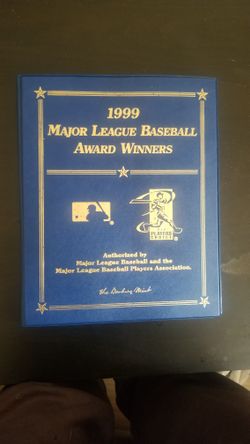 1999
MAJOR LEAGUE BASEBALL
AWARD WINNERS
PLAYERS
CHOICE
Authorized by
Major League Baseball and the
Major League Baseball Players Association.
The Danbury Mint